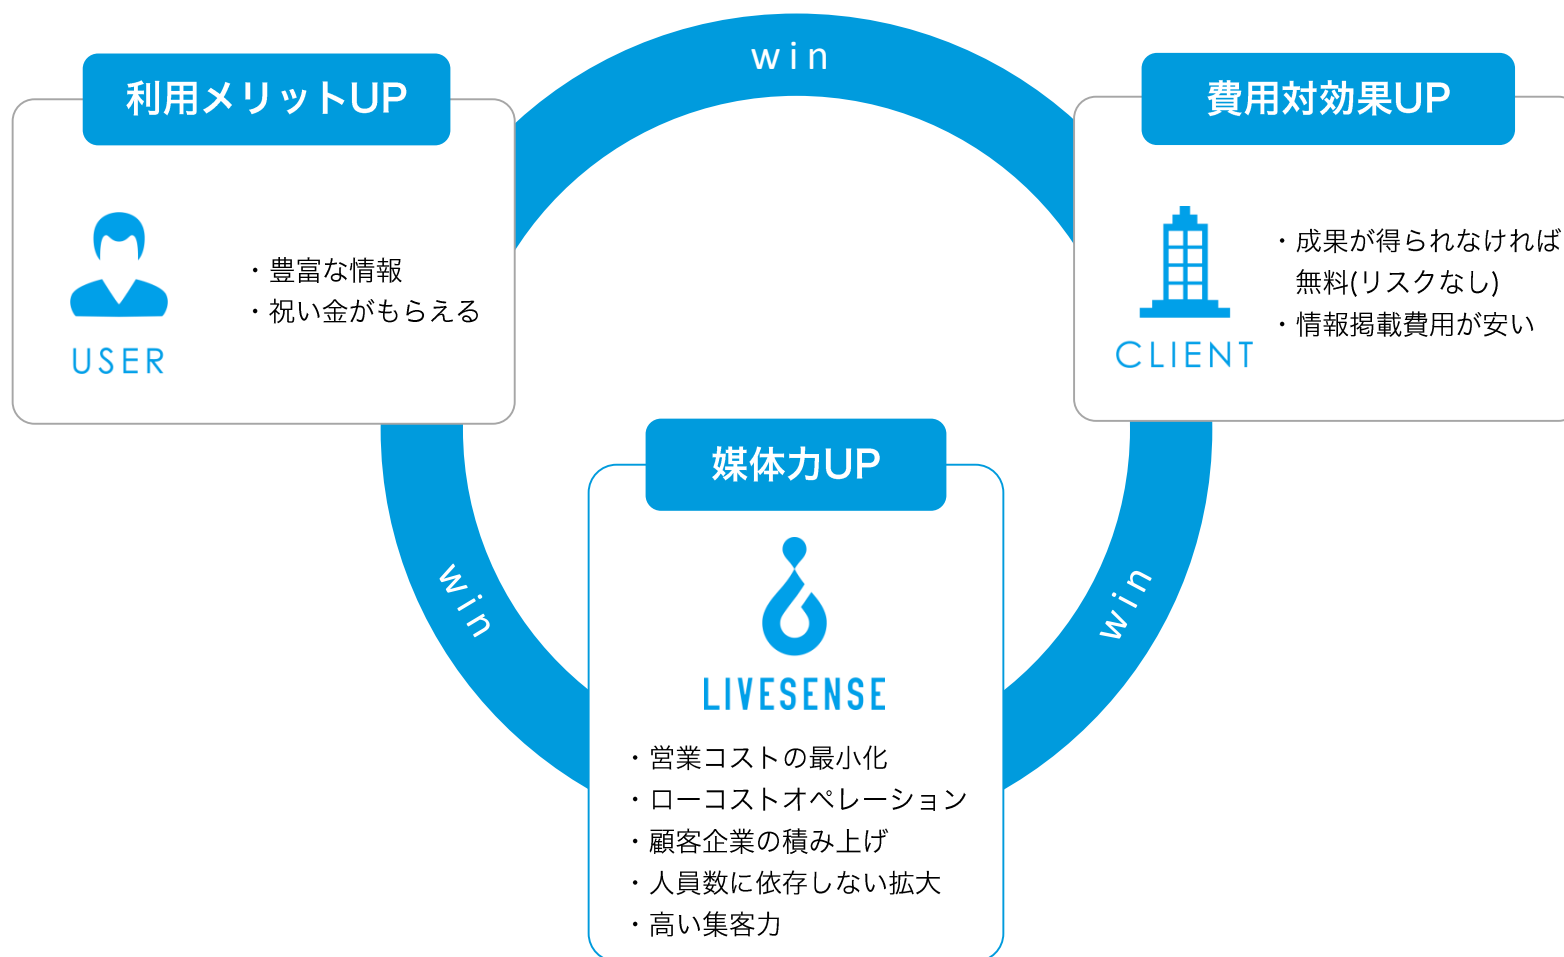 win
利用メリットUP
・豊富な情報
・祝い金がもらえる
USER
費用対効果UP
・成果が得られなければ
無料(リスクなし)
・情報掲載費用が安い
CLIENT
win
win
媒体力UP
LIVESENSE
・営業コストの最小化
・ローコストオペレーション
・顧客企業の積み上げ
・人員数に依存しない拡大
・高い集客力